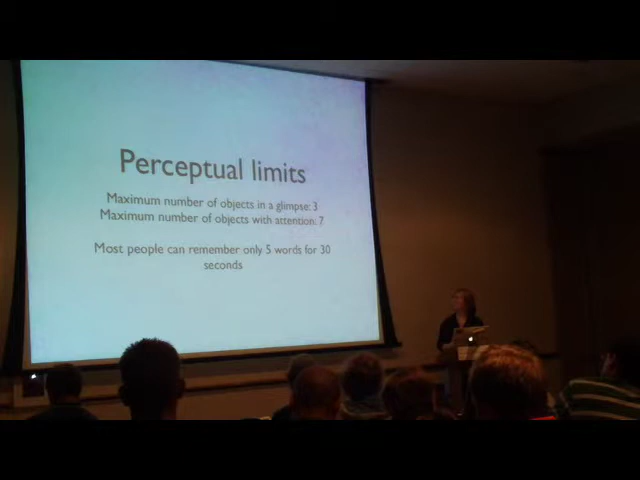 Perceptual limits
Maximum number of objects in a glimpse: 3
Maximum number of objects with attention: 7
Most people can remember only 5 words for 30
seconds